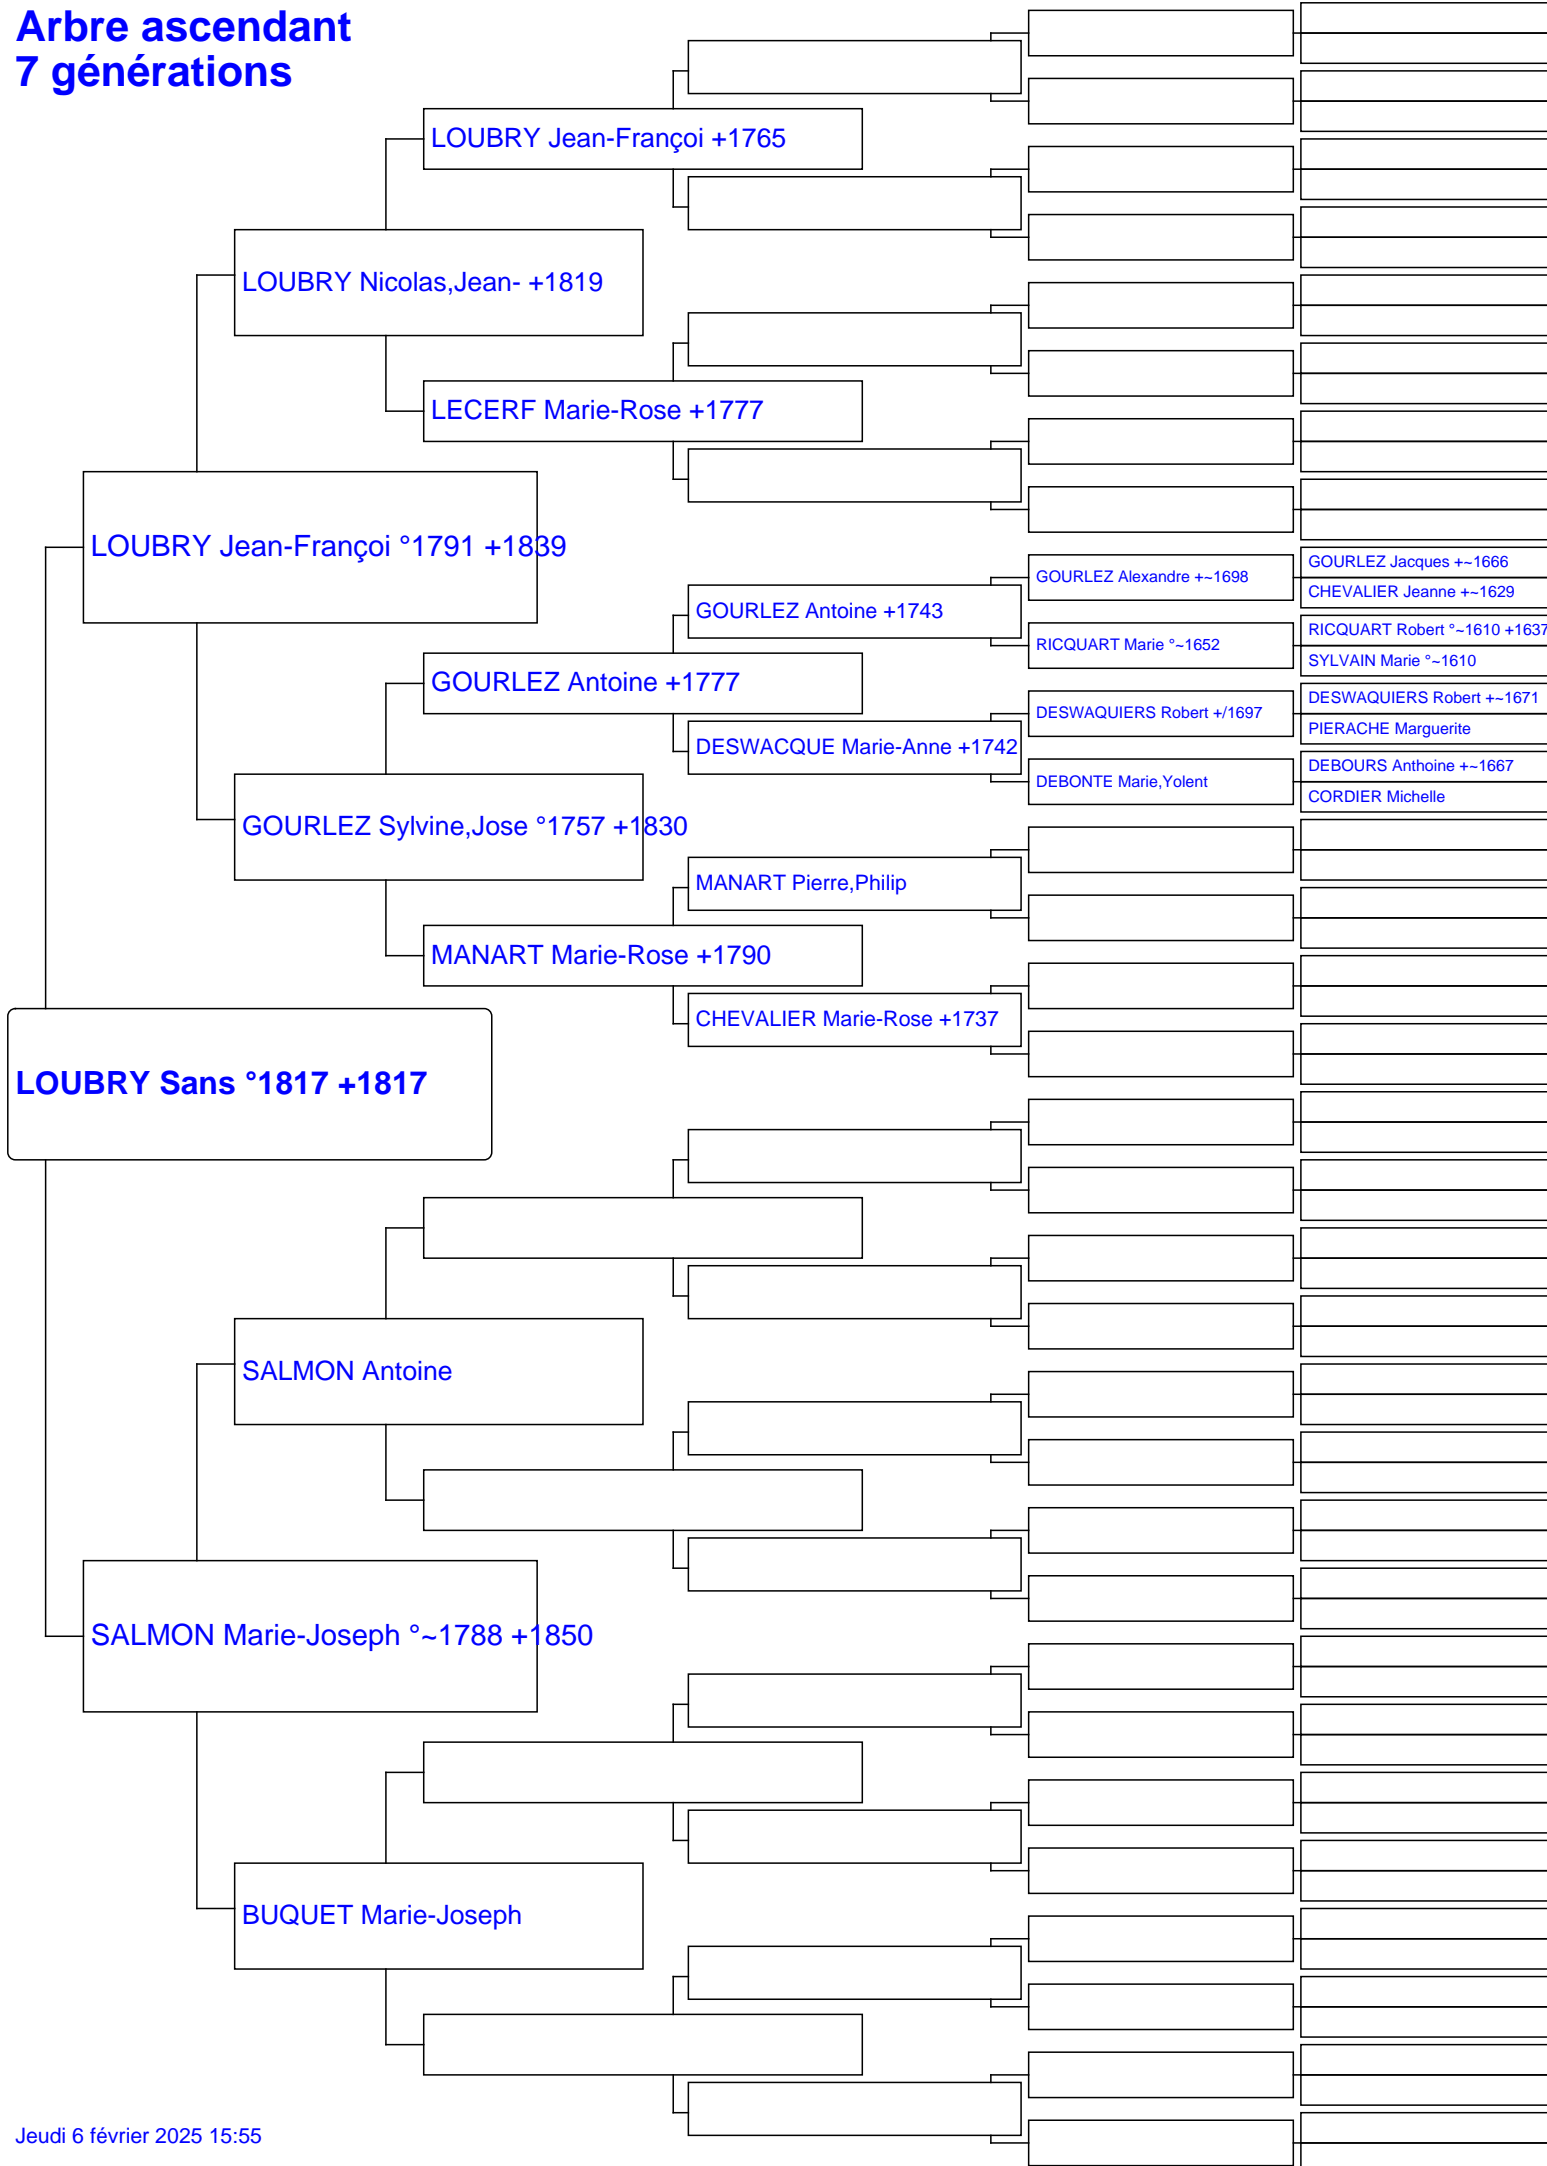 Arbre ascendant
7 générations
LOUBRY Jean-Françoi +1765
LOUBRY Nicolas,Jean- +1819
LECERF Marie-Rose +1777
LOUBRY Jean-Françoi °1791 +1839
GOURLEZ Jacques +~1666
GOURLEZ Alexandre +~1698
CHEVALIER Jeanne +~1629
GOURLEZ Antoine +1743
RICQUART Robert °~1610 +1637
RICQUART Marie °~1652
SYLVAIN Marie °~1610
GOURLEZ Antoine +1777
DESWAQUIERS Robert +~1671
DESWAQUIERS Robert +/1697
PIERACHE Marguerite
DESWACQUE Marie-Anne +1742
DEBOURS Anthoine +~1667
DEBONTE Marie,Yolent
CORDIER Michelle
GOURLEZ Sylvine,Jose °1757 +1830
MANART Pierre,Philip
MANART Marie-Rose +1790
CHEVALIER Marie-Rose +1737
LOUBRY Sans °1817 +1817
SALMON Antoine
SALMON Marie-Joseph °~1788 +1850
BUQUET Marie-Joseph
Jeudi 6 février 2025 15:55